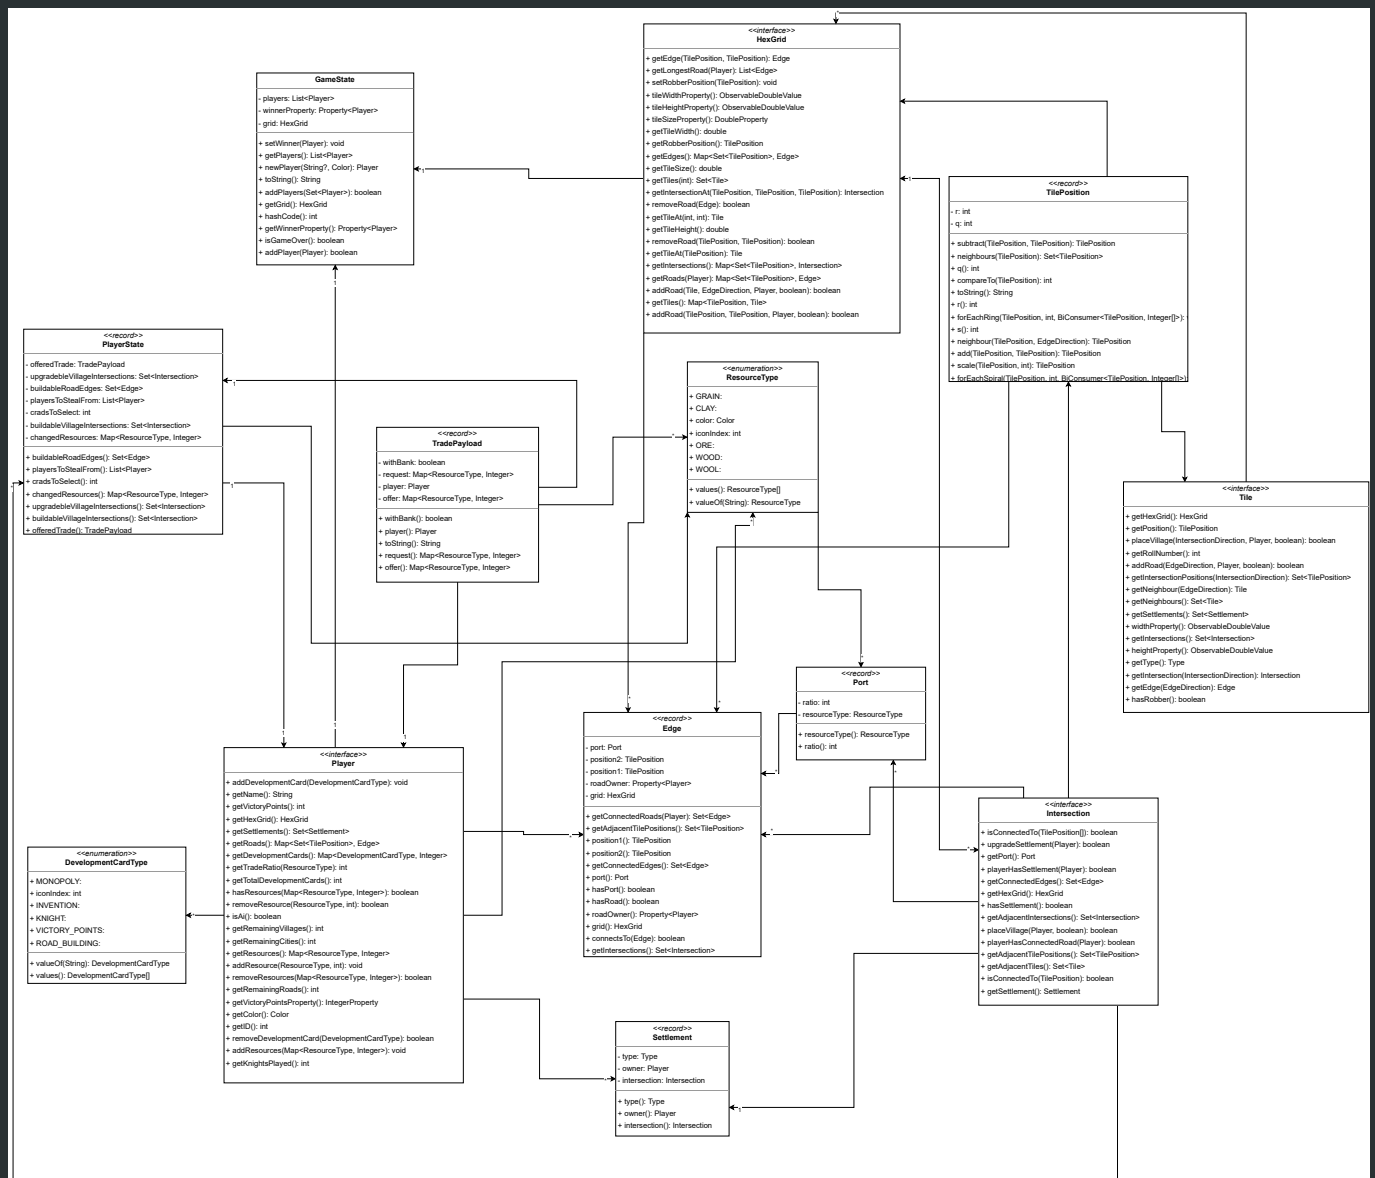 <<interface>>
HexGrid
+ getEdge(TilePosition, TilePosition): Edge
+ getLongestRoad(Player): List<Edge>
+ setRobberPosition(TilePosition): void
+ tileWidthProperty(): ObservableDoubleValue
+ tileHeightProperty(): ObservableDoubleValue
+ tileSizeProperty(): DoubleProperty
+ getTileWidth(): double
+ getRobberPosition(): TilePosition
+ getEdges(): Map<Set<TilePosition>, Edge>
+ getTileSize(): double
+ getTiles(int): Set<Tile>
+ getIntersectionAt(TilePosition, TilePosition, TilePosition): Intersection
+ removeRoad(Edge): boolean
+ getTileAt(int, int): Tile
+ getTileHeight(): double
+ removeRoad(TilePosition, TilePosition): boolean
+ getTileAt(TilePosition): Tile
+ getIntersections(): Map<Set<TilePosition>, Intersection>
+ getRoads(Player): Map<Set<TilePosition>, Edge>
+ addRoad(Tile, EdgeDirection, Player, boolean): boolean
+ getTiles(): Map<TilePosition, Tile>
+ addRoad(TilePosition, TilePosition, Player, boolean): boolean
GameState
- players: List<Player>
- winnerProperty: Property<Player>
- grid: HexGrid
+ setWinner(Player): void
+ getPlayers(): List<Player>
+ newPlayer(String?, Color): Player
+ toString(): String
+ addPlayers(Set<Player>): boolean
+ getGrid(): HexGrid
+ hashCode(): int
+ getWinnerProperty(): Property<Player>
+ isGameOver(): boolean
+ addPlayer(Player): boolean
<<record>>
TilePosition
- r: int
- q: int
+ subtract(TilePosition, TilePosition): TilePosition
+ neighbours(TilePosition): Set<TilePosition>
+ q(): int
+ compareTo(TilePosition): int
+ toString(): String
+ r(): int
+ forEachRing(TilePosition, int, BiConsumer<TilePosition, Integer[]>):
+ s(): int
+ neighbour(TilePosition, EdgeDirection): TilePosition
+ add(TilePosition, TilePosition): TilePosition
+ scale(TilePosition, int): TilePosition
+ forEachSpiral(TilePosition, int, BiConsumer<TilePosition, Integer[]>)
<<record>>
PlayerState
- offeredTrade: TradePayload
- upgradebleVillageIntersections: Set<Intersection>
- buildableRoadEdges: Set<Edge>
- playersToStealFrom: List<Player>
- cradsToSelect: int
- buildableVillageIntersections: Set<Intersection>
- changedResources: Map<ResourceType, Integer>
+ buildableRoadEdges(): Set<Edge>
+ playersToStealFrom(): List<Player>
+ cradsToSelect(): int
+ changedResources(): Map<ResourceType, Integer>
+ upgradebleVillageIntersections(): Set<Intersection>
+ buildableVillageIntersections(): Set<Intersection>
+ offeredTrade(): TradePayload
<<enumeration>>
ResourceType
+ GRAIN:
+ CLAY:
+ color: Color
+ iconIndex: int
+ ORE:
+ WOOD:
+ WOOL:
+ values(): ResourceType[]
+ valueOf(String): ResourceType
<<record>>
TradePayload
- withBank: boolean
- request: Map<ResourceType, Integer>
- player: Player
- offer: Map<ResourceType, Integer>
+ withBank(): boolean
+ player(): Player
+ toString(): String
+ request(): Map<ResourceType, Integer>
+ offer(): Map<ResourceType, Integer>
<<interface>>
Tile
+ getHexGrid(): HexGrid
+ getPosition(): TilePosition
+ placeVillage(IntersectionDirection, Player, boolean): boolean
+ getRollNumber(): int
+ addRoad(EdgeDirection, Player, boolean): boolean
+ getIntersectionPositions(IntersectionDirection): Set<TilePosition>
+ getNeighbour(EdgeDirection): Tile
+ getNeighbours(): Set<Tile>
+ getSettlements(): Set<Settlement>
+ widthProperty(): ObservableDoubleValue
+ getIntersections(): Set<Intersection>
+ heightProperty(): ObservableDoubleValue
+ getType(): Type
+ getIntersection(IntersectionDirection): Intersection
+ getEdge(EdgeDirection): Edge
+ hasRobber(): boolean
<<record>>
Port
- ratio: int
- resourceType: ResourceType
+ resourceType(): ResourceType
+ ratio(): int
<<record>>
Edge
- port: Port
- position2: TilePosition
- position1: TilePosition
- roadOwner: Property<Player>
- grid: HexGrid
+ getConnectedRoads(Player): Set<Edge>
+ getAdjacentTilePositions(): Set<TilePosition>
+ position1(): TilePosition
+ position2(): TilePosition
+ getConnectedEdges(): Set<Edge>
+ port(): Port
+ hasPort(): boolean
+ hasRoad(): boolean
+ roadOwner(): Property<Player>
+ grid(): HexGrid
+ connectsTo(Edge): boolean
+ getIntersections(): Set<Intersection>
<<interface>>
Player
+ addDevelopmentCard(DevelopmentCardType): void
+ getName(): String
+ getVictoryPoints(): int
+ getHexGrid(): HexGrid
+ getSettlements(): Set<Settlement>
+ getRoads(): Map<Set<TilePosition>, Edge>
+ getDevelopmentCards(): Map<DevelopmentCardType, Integer>
+ getTradeRatio(ResourceType): int
+ getTotalDevelopmentCards(): int
+ hasResources(Map<ResourceType, Integer>): boolean
+ removeResource(ResourceType, int): boolean
+ isAi(): boolean
+ getRemainingVillages(): int
+ getRemainingCities(): int
+ getResources(): Map<ResourceType, Integer>
+ addResource(ResourceType, int): void
+ removeResources(Map<ResourceType, Integer>): boolean
+ getRemainingRoads(): int
+ getVictoryPointsProperty(): IntegerProperty
+ getColor(): Color
+ getID(): int
+ removeDevelopmentCard(DevelopmentCardType): boolean
+ addResources(Map<ResourceType, Integer>): void
+ getKnightsPlayed(): int
<<enumeration>>
DevelopmentCardType
+ MONOPOLY:
+ iconIndex: int
+ INVENTION:
+ KNIGHT:
+ VICTORY_POINTS:
+ ROAD_BUILDING:
+ valueOf(String): DevelopmentCardType
+ values(): DevelopmentCardType[]
<<interface>>
Intersection
+ isConnectedTo(TilePosition[]): boolean
+ upgradeSettlement(Player): boolean
+ getPort(): Port
+ playerHasSettlement(Player): boolean
+ getConnectedEdges(): Set<Edge>
+ getHexGrid(): HexGrid
+ hasSettlement(): boolean
+ getAdjacentIntersections(): Set<Intersection>
+ placeVillage(Player, boolean): boolean
+ playerHasConnectedRoad(Player): boolean
+ getAdjacentTilePositions(): Set<TilePosition>
+ getAdjacentTiles(): Set<Tile>
+ isConnectedTo(TilePosition): boolean
+ getSettlement(): Settlement
<<record>>
Settlement
- type: Type
- owner: Player
- intersection: Intersection
+ type(): Type
+ owner(): Player
+ intersection(): Intersection